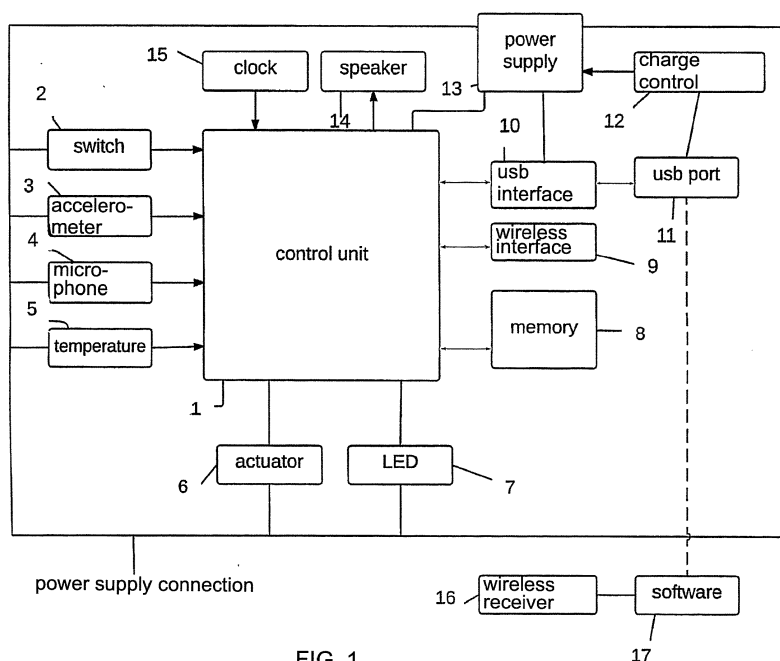 power
supply
15
clock
speaker
charge
control
13
14
12
2
switch
10
usb
interface
usb port
11
3
accelero-
meter
4
micro-
phone
control unit
wireless
interface
9
5
temperature
memory
8
1
actuator
6
LED
7
power supply connection
16
wireless
receiver
software
17
FIG. 1